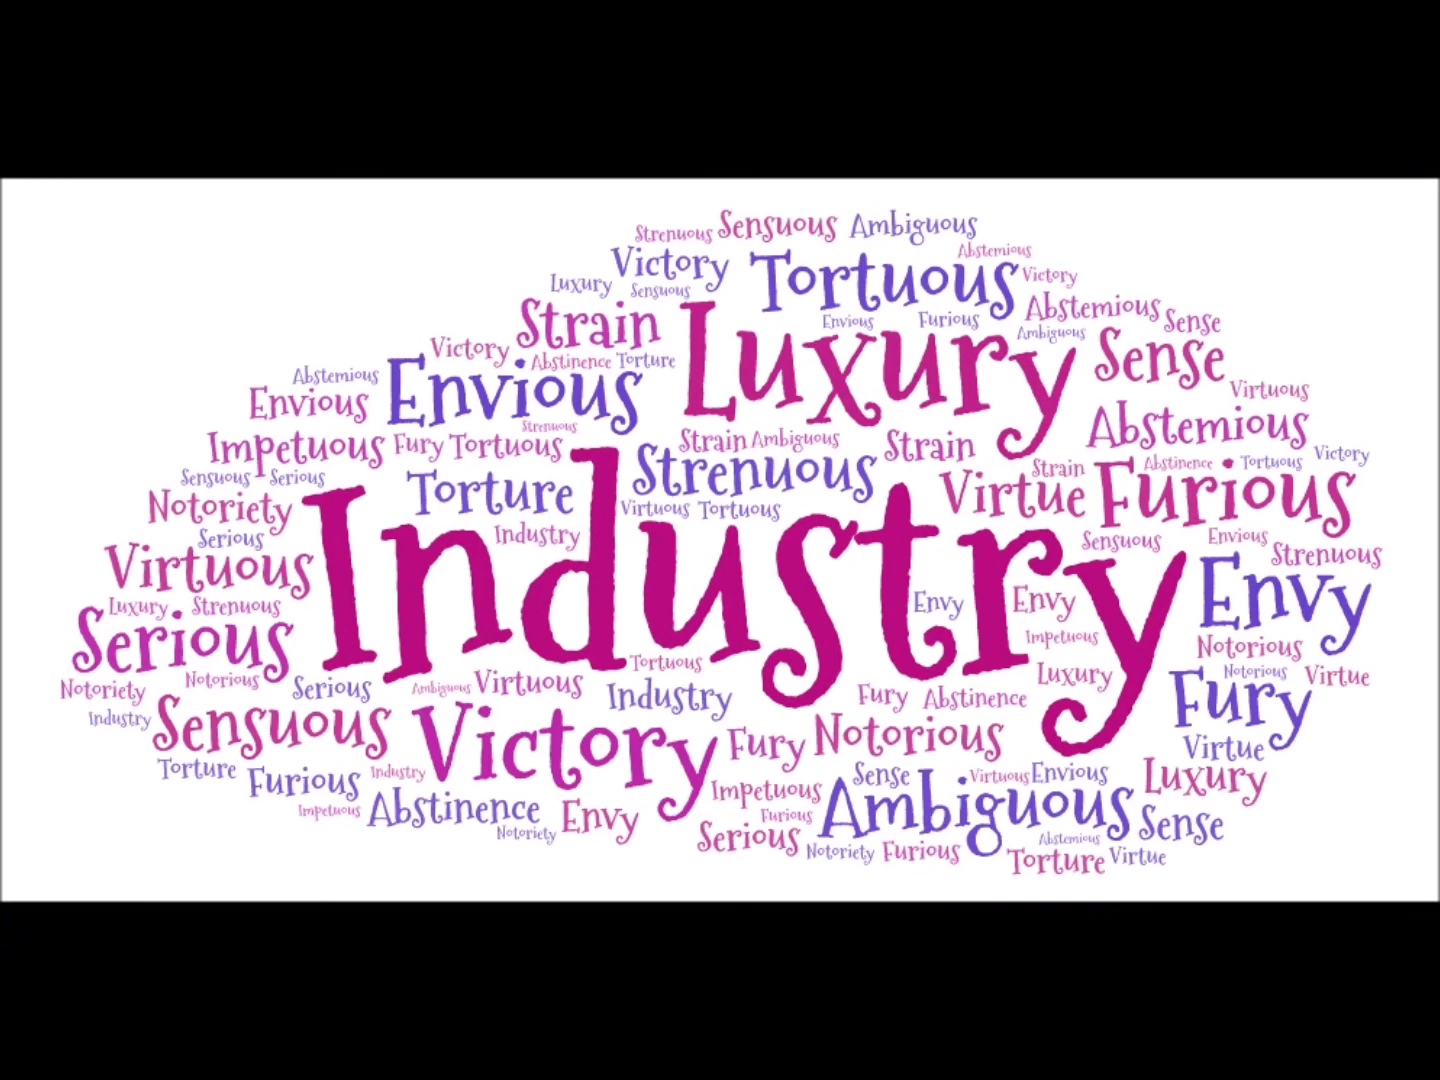 Strenuous Sensuous Ambiguous
Victory Tortuous Abstemious
Luxury Sensuous Victory
Strain Luxury Envious Furious Abstemious Sense
Victory Abstinence Torture Ambiguous Sense
Abstemious Envious Virtuous
Envious Strenuous Abstemious
Impetuous Fury Tortuous Strain Ambiguous Strain
Sensuous Serious Torture Strenuous Strain Abstinence Tortuous Victory
Notoriety Virtuous Tortuous Virtue Furious
Serious Industry Sensuous Envious
Virtuous Industry Strenuous
Luxury Strenuous Envy Envy Envy
Serious Impetuous Notorious
Notoriety Notorious Serious Ambiguous Virtuous Tortuous Luxury Notorious Virtue
Industry Sensuous Industry Fury Abstinence Fury
Victory Fury Notorious Virtue
Torture Furious Industry Sense Virtuous Envious Luxury
Impetuous Abstinence Envy Impetuous Ambiguous
Notoriety Furious Sense
Serious Abstemious
Notoriety Furious Torture Virtue